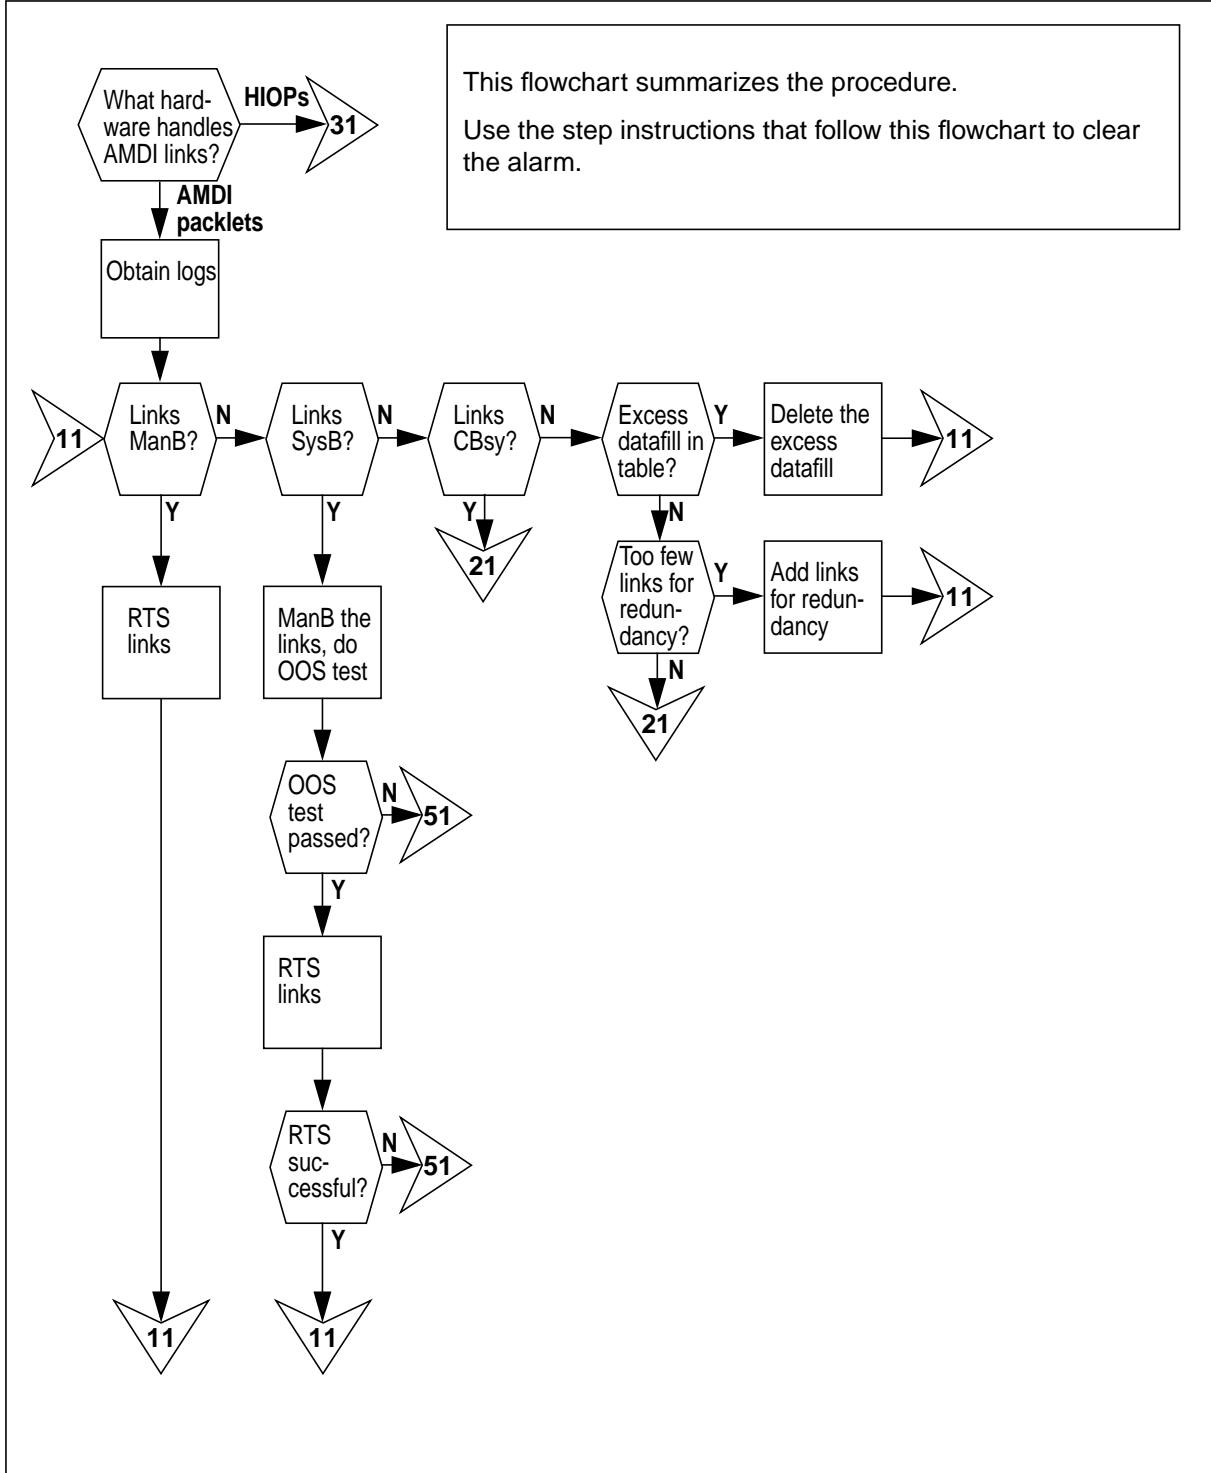 This flowchart summarizes the procedure.
Use the step instructions that follow this flowchart to clear
the alarm.
What hard-
ware handles
AMDI links?
HIOPs
31
AMDI
packlets
Obtain logs
11
Links
ManB?
N
Links
SysB?
N
Links
CBsy?
N
Excess
datafill in
table?
Y
Delete the
excess
datafill
11
Y
Y
Y
21
N
Too few
links for
redun-
dancy?
Y
Add links
for redun-
dancy
11
N
21
RTS
links
ManB the
links, do
OOS test
OOS
test
passed?
N
51
Y
RTS
links
RTS
suc-
cessful?
N
51
Y
11
11